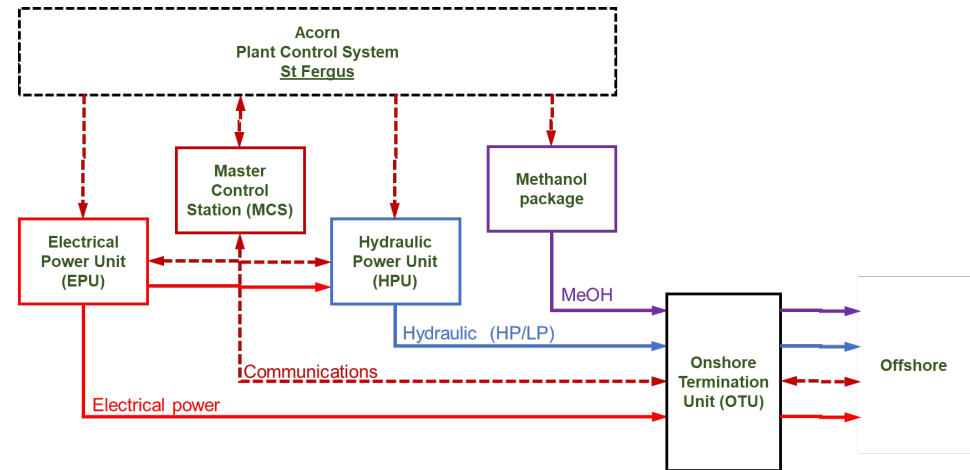 Acorn
Plant Control System
St Fergus
Master
Control
Station (MCS)
Methanol
package
Electrical
Power Unit
(EPU)
Hydraulic
Power Unit
(HPU)
MeOH
Hydraulic (HP/LP)
Communications
Electrical power
Onshore
Termination
Unit (OTU)
Offshore